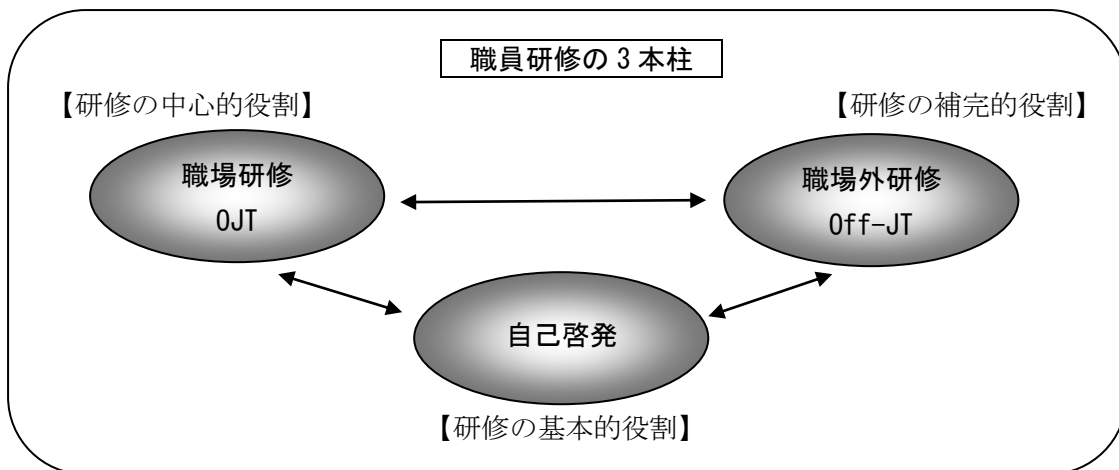 職員研修の3本柱
【研修の中心的役割】
【研修の補完的役割】
職場研修
OJT
職場外研修
Off-JT
自己啓発
【研修の基本的役割】